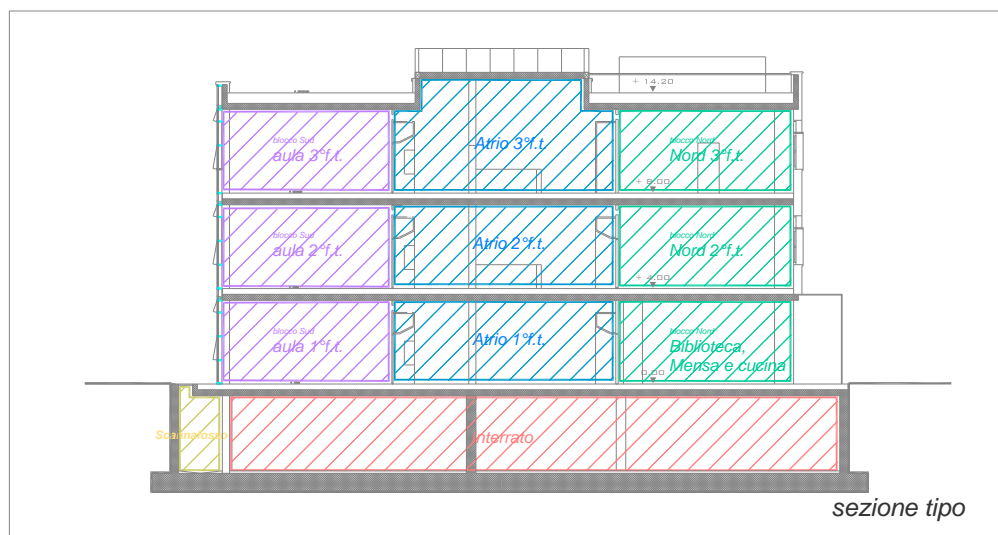 + 14.20
blocco Sud
aula 3°f.t.
Atrio 3°f.t.
blocco Nord
Nord 3°f.t.
+ 8.00
blocco Sud
aula 2°f.t.
Atrio 2°f.t.
blocco Nord
Nord 2°f.t.
+ 4.00
blocco Sud
aula 1°f.t.
Atrio 1°f.t.
blocco Nord
Biblioteca,
Mensa e cucina
0.00
Scannafosso
Interrato
sezione tipo